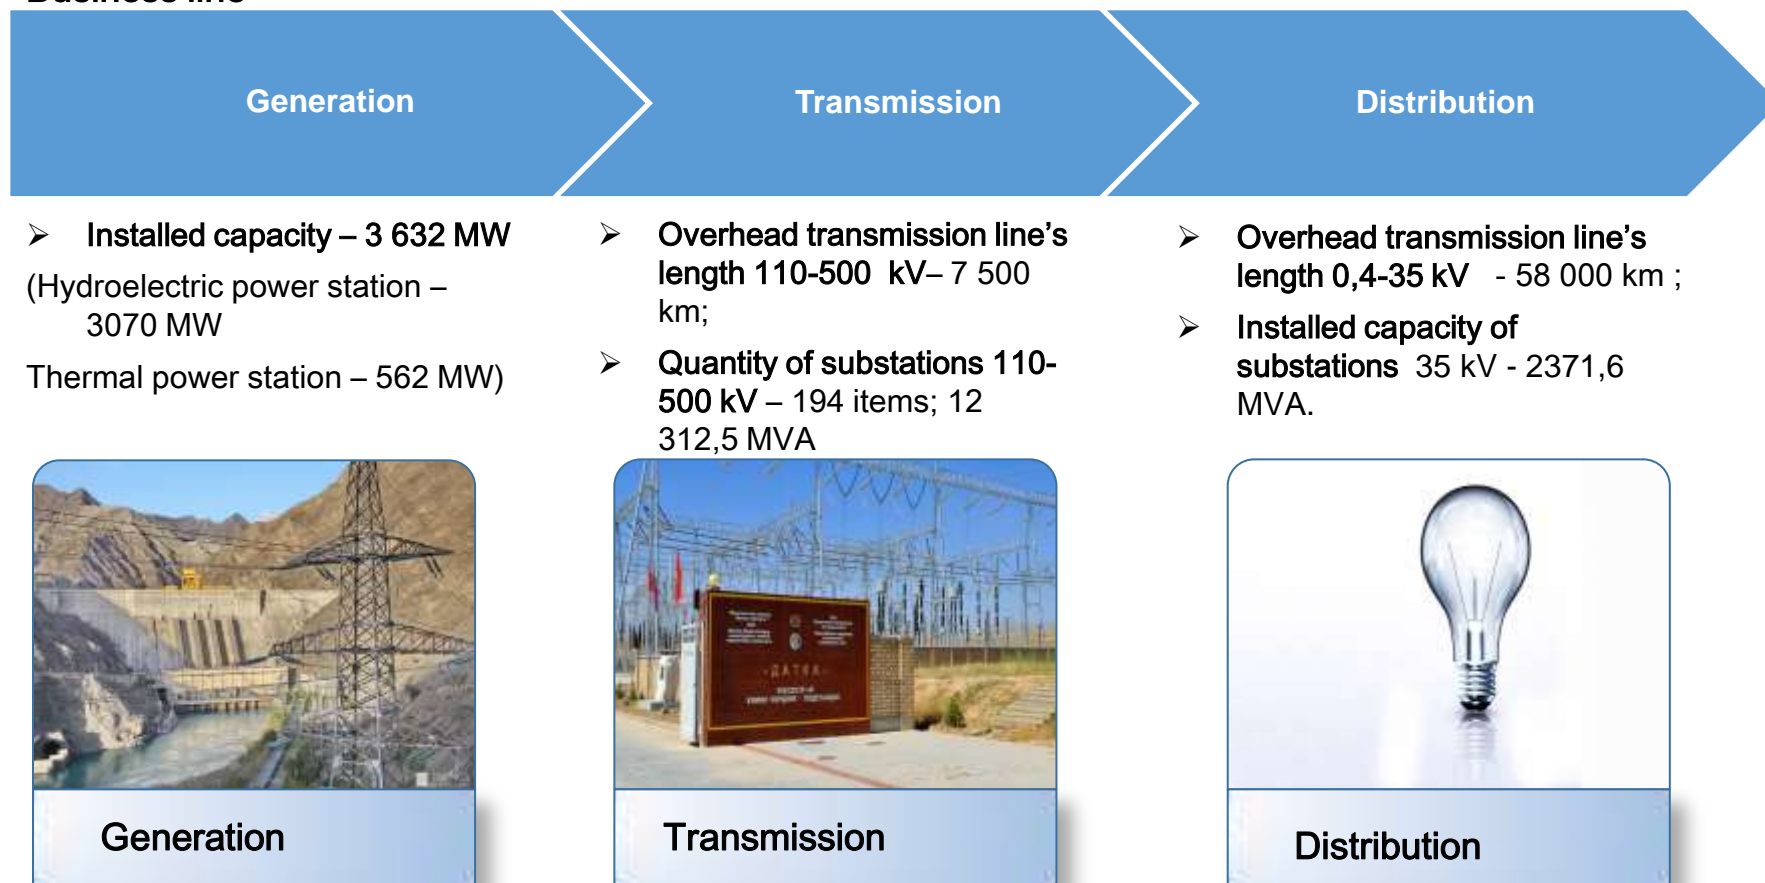 Business line
Generation
Transmission
Distribution
➢ Installed capacity – 3 632 MW
(Hydroelectric power station –
3070 MW
Thermal power station – 562 MW)
➢ Overhead transmission line's
length 110-500 kV– 7 500
km;
➢ Quantity of substations 110-
500 kV – 194 items; 12
312,5 MVA
➢ Overhead transmission line's
length 0,4-35 kV - 58 000 km ;
➢ Installed capacity of
substations 35 kV - 2371,6
MVA.
ДАТКА
Generation
Transmission
Distribution